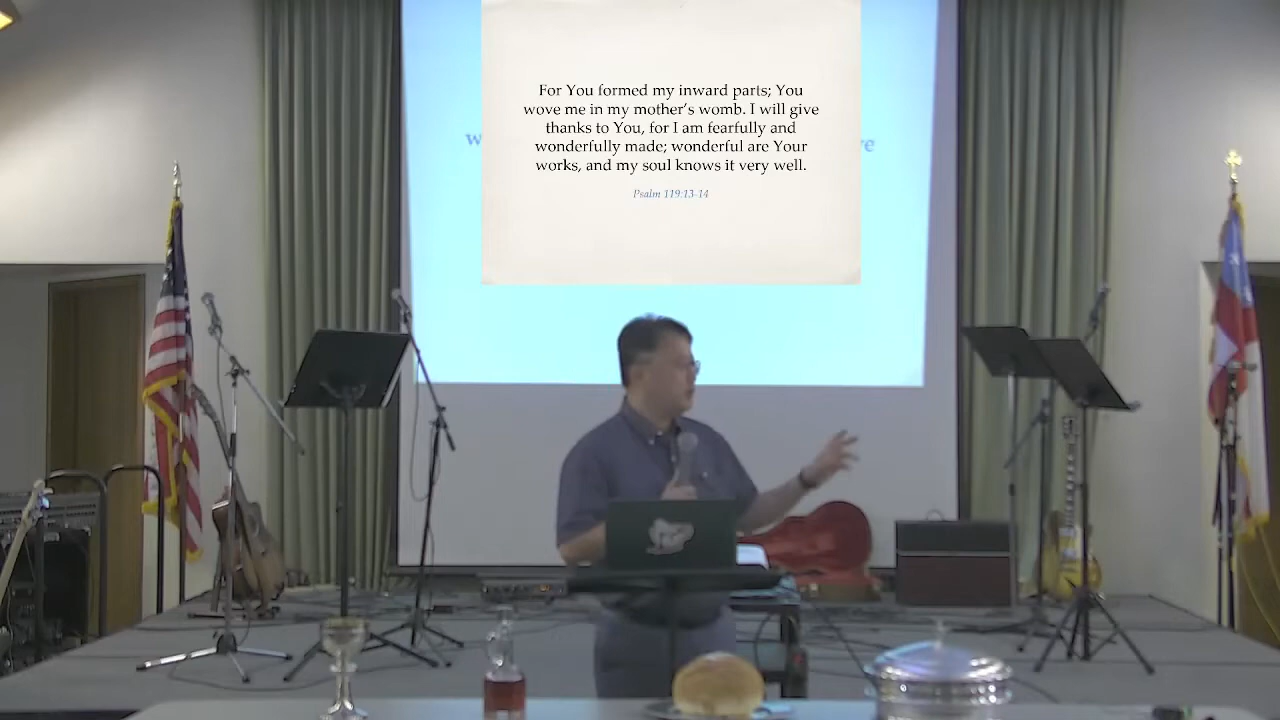 For You formed my inward parts; You
wove me in my mother's womb. I will give
thanks to You, for I am fearfully and
wonderfully made; wonderful are Your
works, and my soul knows it very well.
Psalm 119:13-14